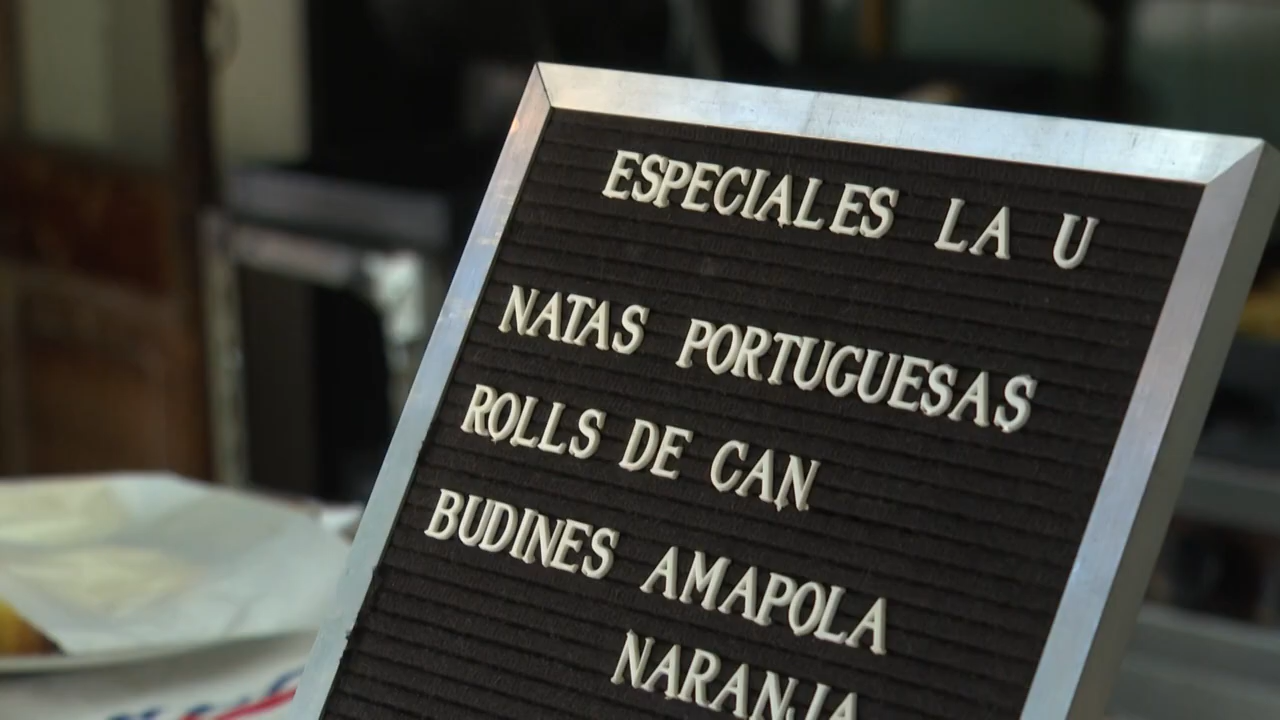 ESPECIALES LA U
NATAS PORTUGUESAS
ROLLS DE CAN
BUDINES AMAPOLA
NARANJA